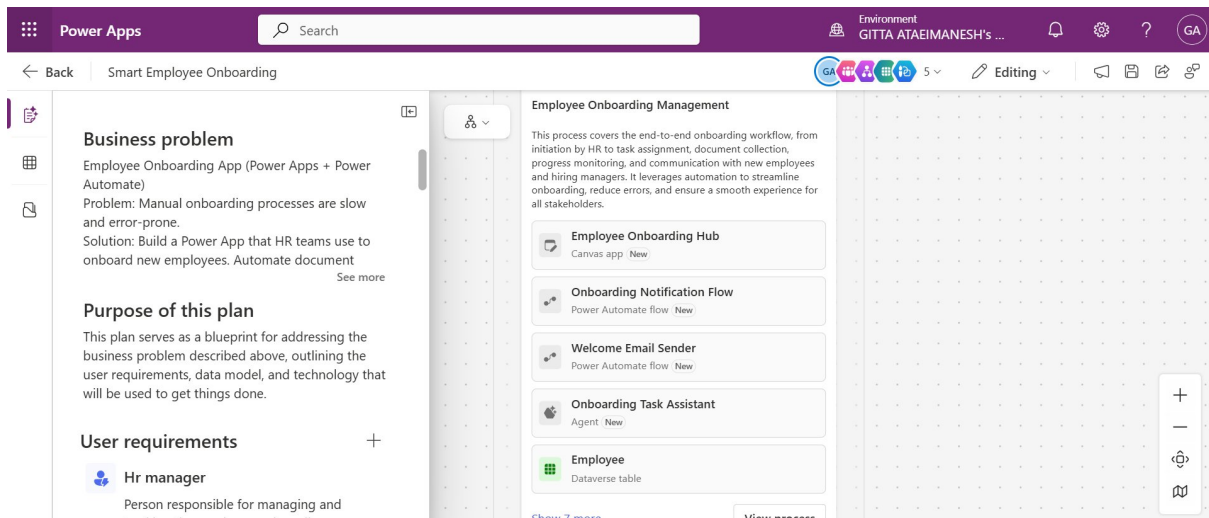 Power Apps
Search
Environment
GITTA ATAEIMANESH's ...
GA
Back
Smart Employee Onboarding
GA
5
Editing
Business problem
Employee Onboarding App (Power Apps + Power
Automate)
Problem: Manual onboarding processes are slow
and error-prone.
Solution: Build a Power App that HR teams use to
onboard new employees. Automate document
See more
Purpose of this plan
This plan serves as a blueprint for addressing the
business problem described above, outlining the
user requirements, data model, and technology that
will be used to get things done.
User requirements
Hr manager
Person responsible for managing and
Employee Onboarding Management
This process covers the end-to-end onboarding workflow, from
initiation by HR to task assignment, document collection,
progress monitoring, and communication with new employees
and hiring managers. It leverages automation to streamline
onboarding, reduce errors, and ensure a smooth experience for
all stakeholders.
Employee Onboarding Hub
Canvas app New
Onboarding Notification Flow
Power Automate flow New
Welcome Email Sender
Power Automate flow New
Onboarding Task Assistant
Agent New
Employee
Dataverse table
Show 7 more
View process